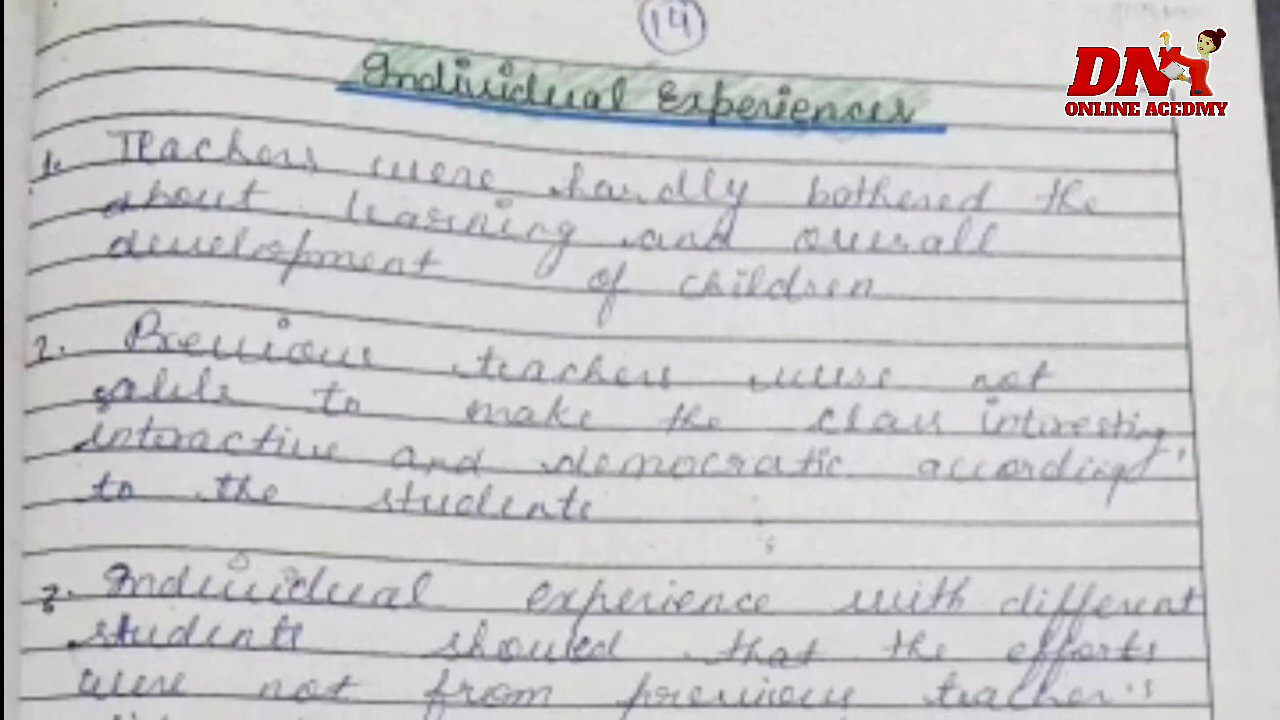 14
DN
ONLINE ACEDMY
Individual Experiences
1. Teachers were hardly bothered the
about learning and overall
development of children
2. Previous teachers were not
able to make the class interesting,
interactive and democratic according
to the students
3. Individual experience with different
students showed that the efforts
were not from previous teacher's